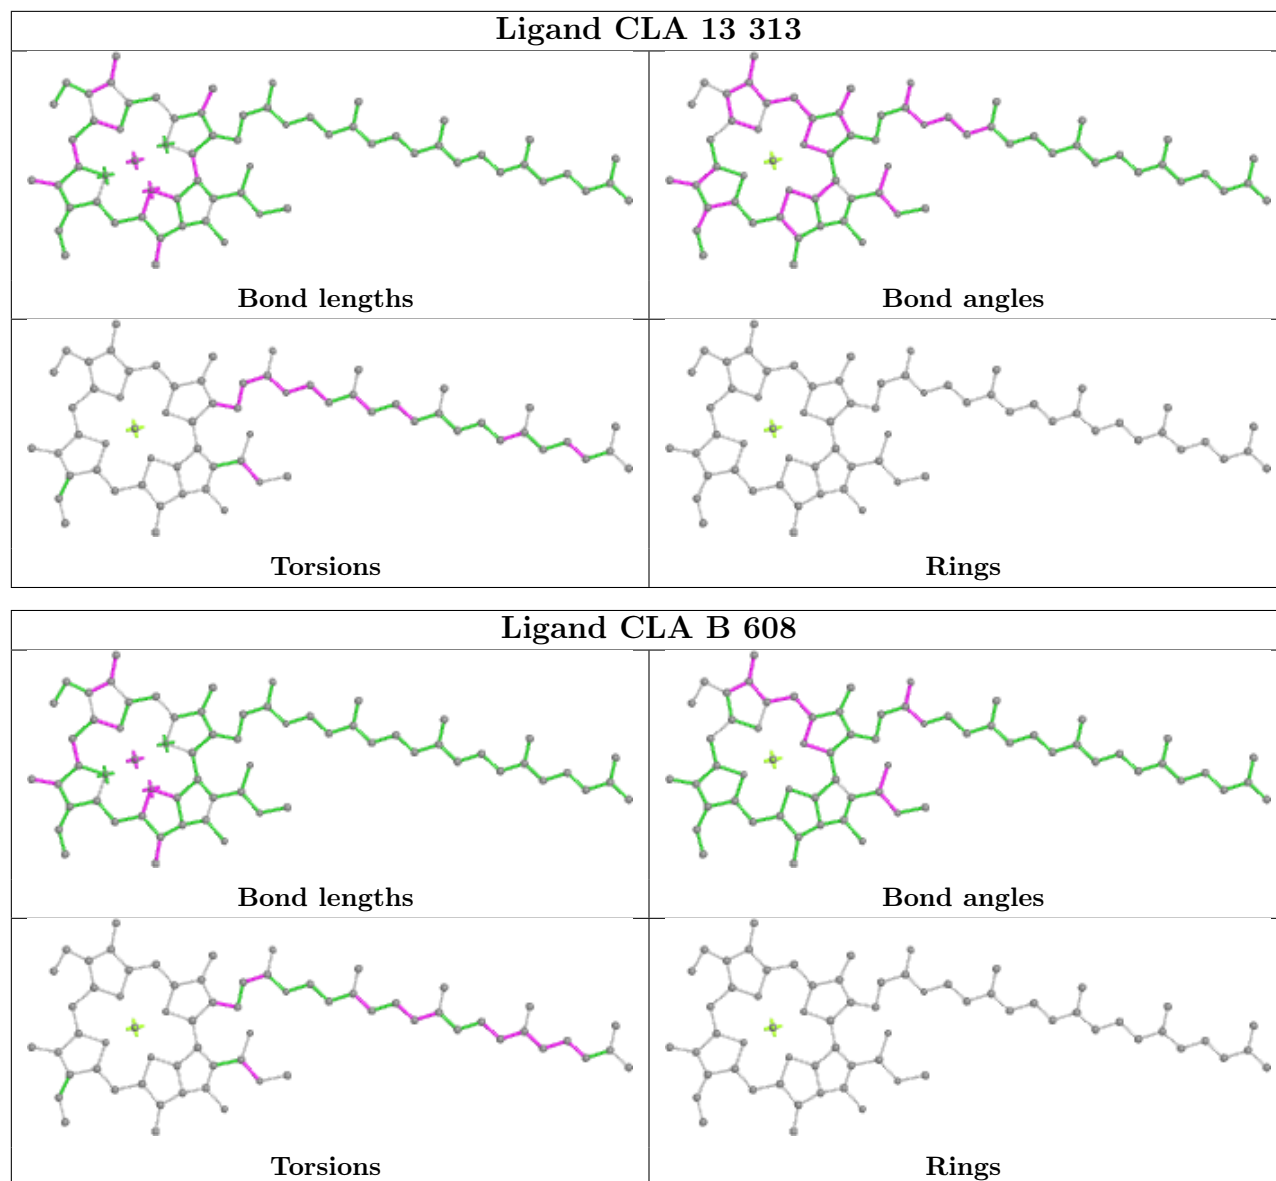 Ligand CLA 13 313
Bond lengths
Bond angles
Torsions
Rings
Ligand CLA B 608
Bond lengths
Bond angles
Torsions
Rings